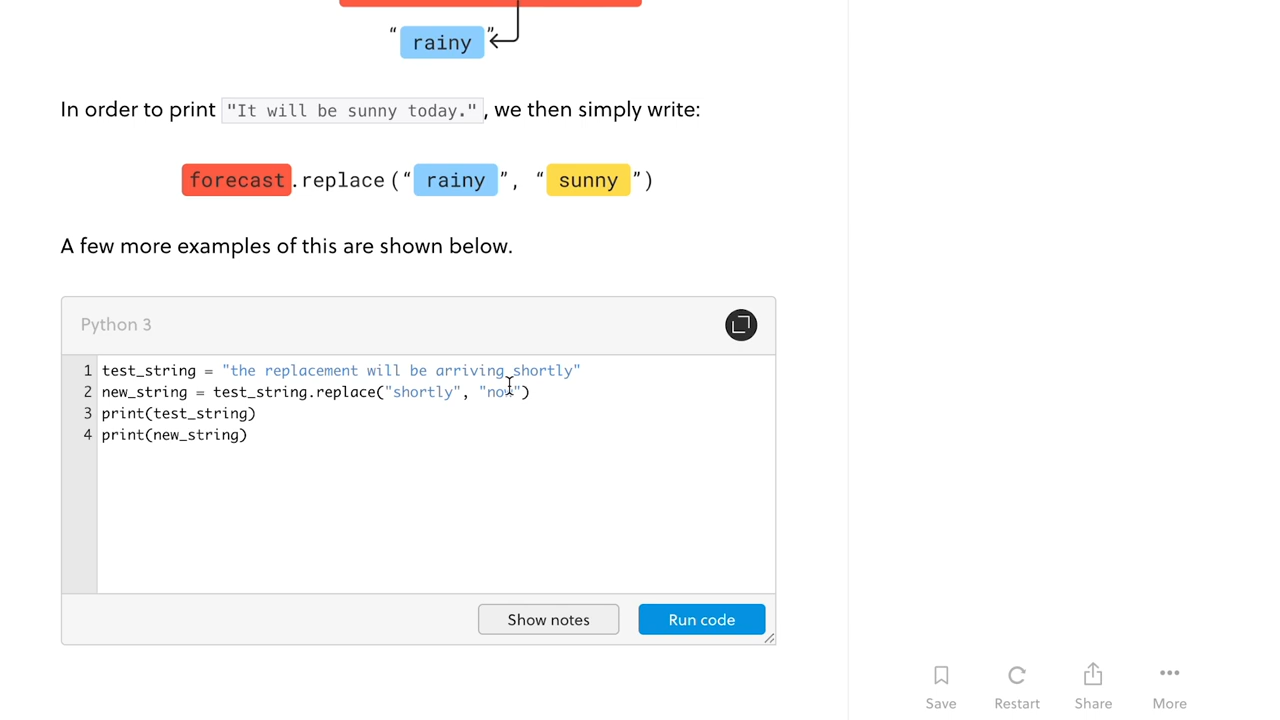 “rainy”
In order to print "It will be sunny today.", we then simply write:
forecast.replace(“rainy”, “sunny”)
A few more examples of this are shown below.
Python 3
1 test_string = "the replacement will be arriving shortly"
2 new_string = test_string.replace("shortly", "now")
3 print(test_string)
4 print(new_string)
Show notes Run code
Save Restart Share More